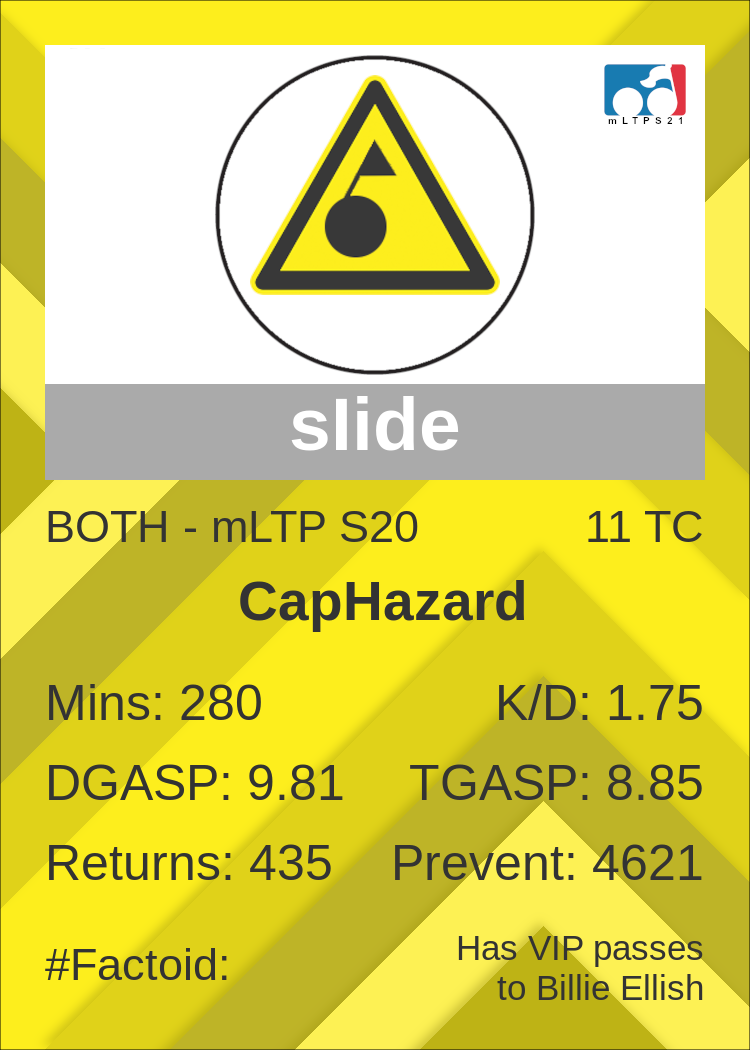 mLTPS21
slide
BOTH - mLTP S20 11 TC
CapHazard
Mins: 280 K/D: 1.75
DGASP: 9.81 TGASP: 8.85
Returns: 435 Prevent: 4621
#Factoid: Has VIP passes
to Billie Ellish